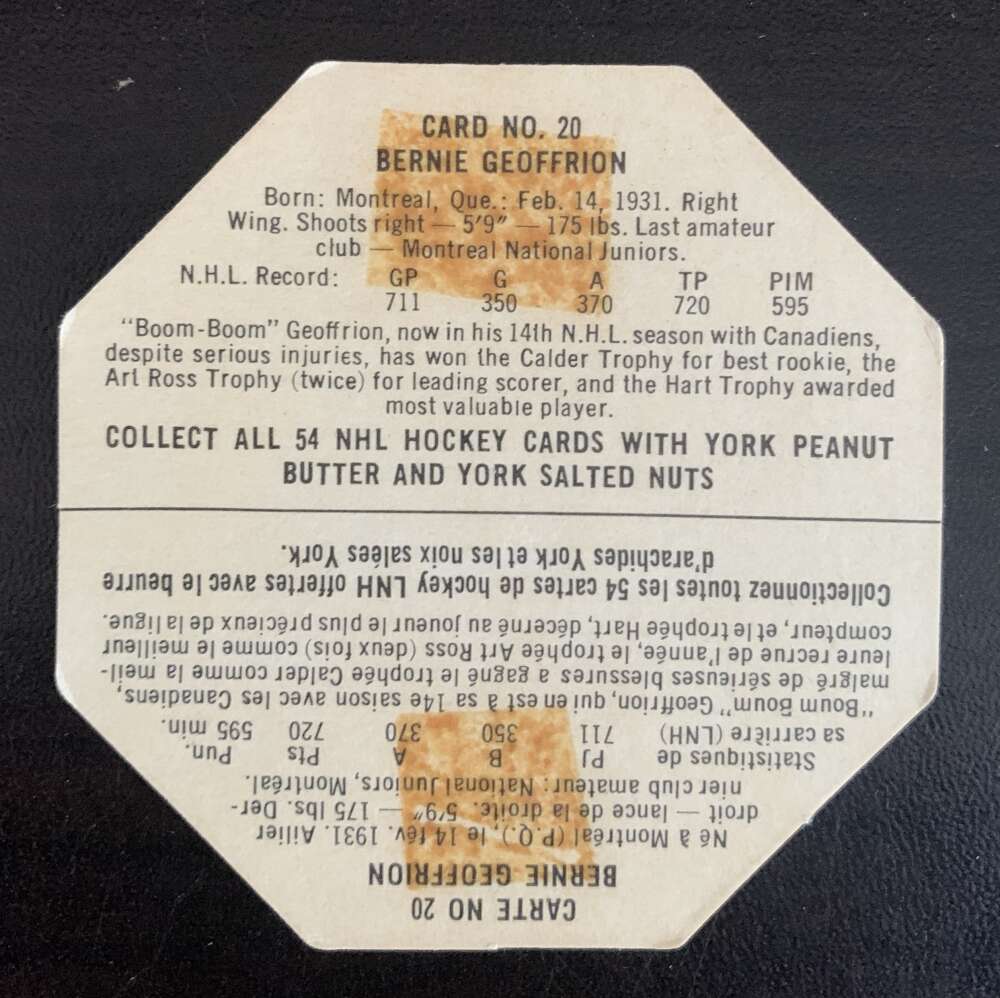 CARD NO. 20
BERNIE GEOFFRION
Born: Montreal, Que.: Feb. 14, 1931. Right
Wing. Shoots right — 5'9" — 175 lbs. Last amateur
club — Montreal National Juniors.
N.H.L. Record: GP G A TP PIM
711 350 370 720 595
"Boom-Boom" Geoffrion, now in his 14th N.H.L. season with Canadiens,
despite serious injuries, has won the Calder Trophy for best rookie, the
Art Ross Trophy (twice) for leading scorer, and the Hart Trophy awarded
most valuable player.
COLLECT ALL 54 NHL HOCKEY CARDS WITH YORK PEANUT
BUTTER AND YORK SALTED NUTS
CARTE NO 20
BERNIE GEOFFRION
Né à Montréal (P.Q.), le 14 fév. 1931. Ailier
droit — lance de la droite. 5'9" — 175 lbs. Der-
nier club amateur: National Juniors, Montréal.
Statistiques de PJ B A Pts Pun.
sa carrière (LNH) 711 350 370 720 595 min.
"Boum Boum" Geoffrion, qui en est à sa 14e saison avec les Canadiens,
malgré de sérieuses blessures a gagné le trophée Calder comme la meil-
leure recrue de l'année, le trophée Art Ross (deux fois) comme le meilleur
compteur, et le trophée Hart, décerné au joueur le plus précieux de la ligue.
Collectionnez toutes les 54 cartes de hockey LNH offertes avec le beurre
d'arachides York et les noix salées York.